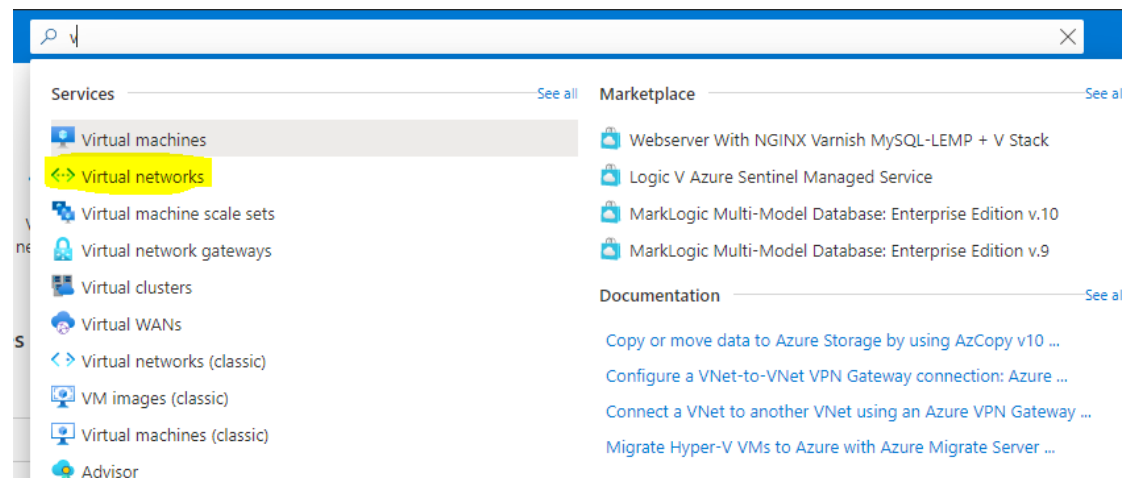 v
Services See all
Virtual machines
Virtual networks
Virtual machine scale sets
Virtual network gateways
Virtual clusters
Virtual WANs
Virtual networks (classic)
VM images (classic)
Virtual machines (classic)
Advisor
Marketplace See al
Webserver With NGINX Varnish MySQL-LEMP + V Stack
Logic V Azure Sentinel Managed Service
MarkLogic Multi-Model Database: Enterprise Edition v.10
MarkLogic Multi-Model Database: Enterprise Edition v.9
Documentation See al
Copy or move data to Azure Storage by using AzCopy v10 ...
Configure a VNet-to-VNet VPN Gateway connection: Azure ...
Connect a VNet to another VNet using an Azure VPN Gateway ...
Migrate Hyper-V VMs to Azure with Azure Migrate Server ...